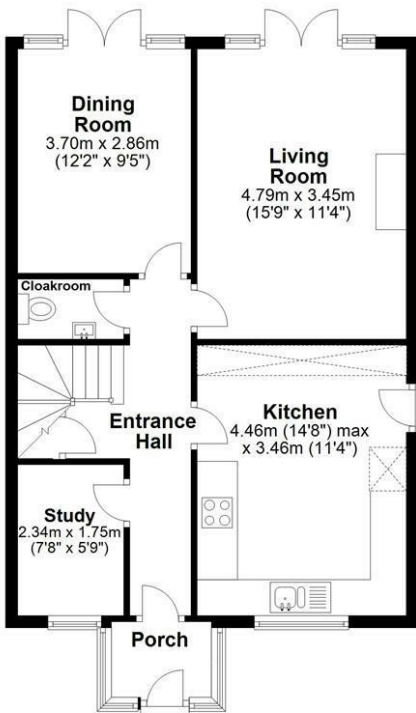 Dining
Room
3.70m x 2.86m
(12'2" x 9'5")
Living
Room
4.79m x 3.45m
(15'9" x 11'4")
Cloakroom
Entrance
Hall
Kitchen
4.46m (14'8") max
x 3.46m (11'4")
Study
2.34m x 1.75m
(7'8" x 5'9")
Porch